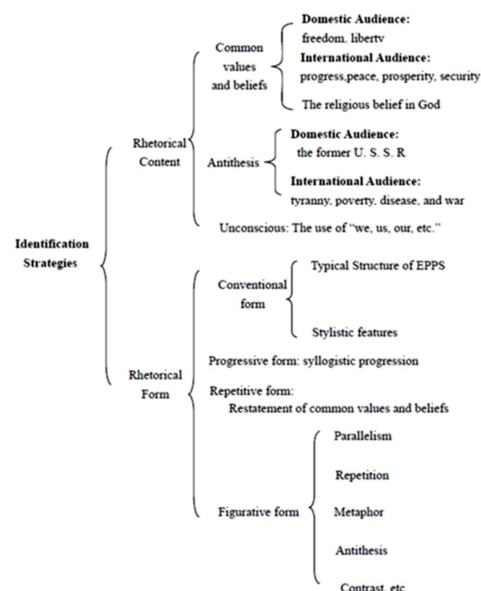 Domestic Audience:
freedom. liberty
Common
values
and beliefs
International Audience:
progress,peace, prosperity, security
The religious belief in God
Rhetorical
Content
Domestic Audience:
the former U. S. S. R
Antithesis
International Audience:
tyranny, poverty, disease, and war
Unconscious: The use of “we, us, our, etc.”
Identification
Strategies
Typical Structure of EPPS
Conventional
form
Stylistic features
Progressive form: syllogistic progression
Rhetorical
Form
Repetitive form:
Restatement of common values and beliefs
Parallelism
Repetition
Figurative form
Metaphor
Antithesis
Contrast, etc.